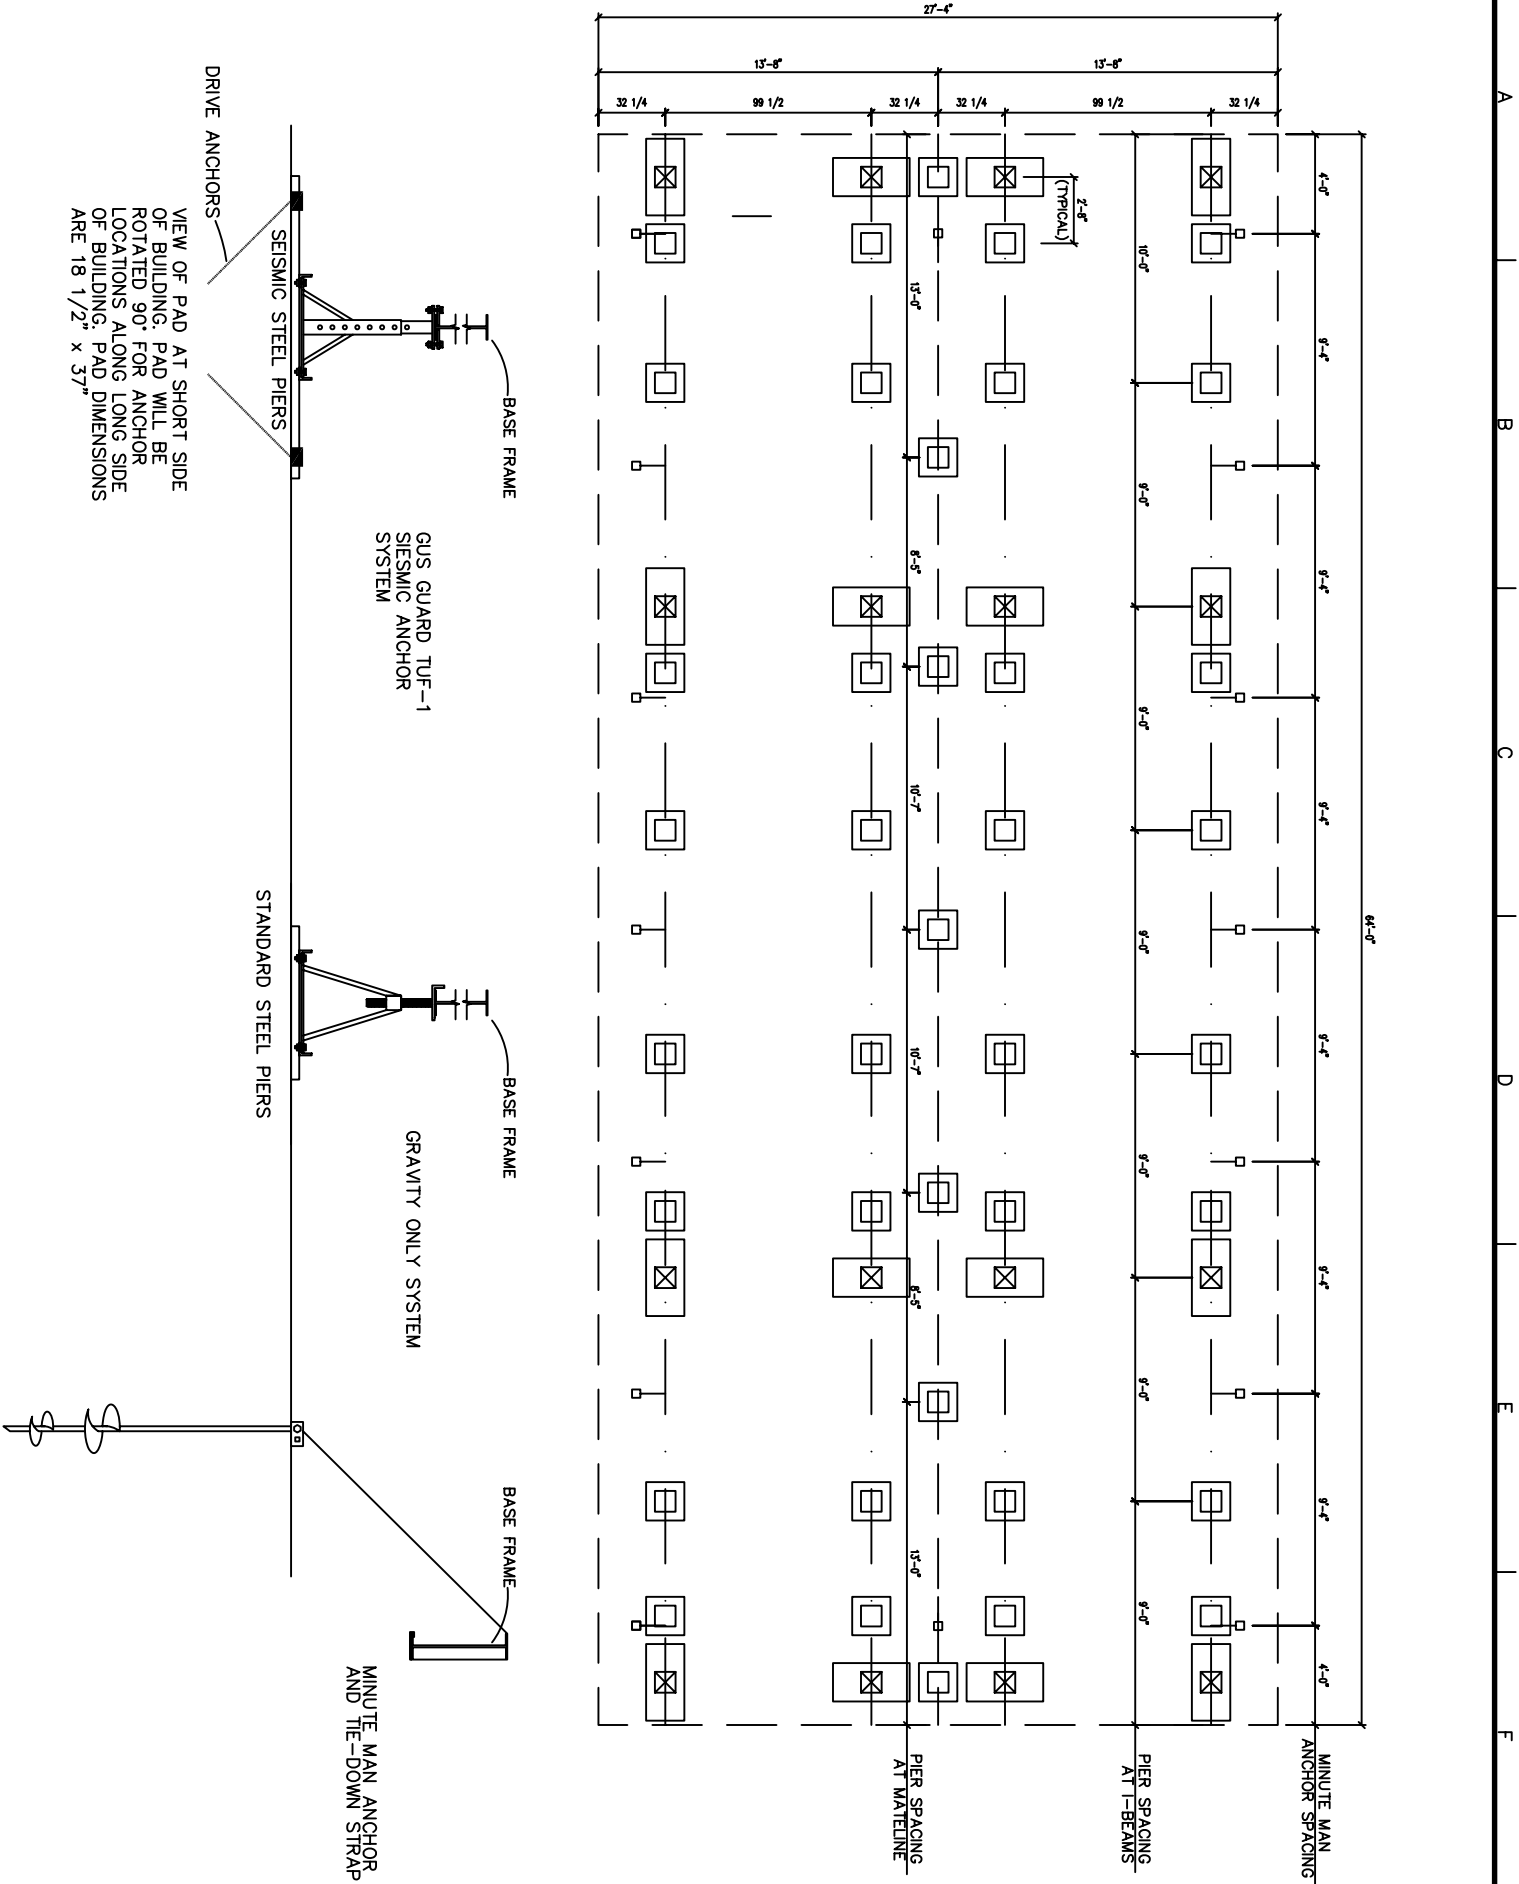 A
B
C
D
E
F
64'-0"
4'-0"
9'-4"
9'-4"
9'-4"
9'-4"
9'-4"
9'-4"
4'-0"
MINUTE MAN
ANCHOR SPACING
10'-0"
9'-0"
9'-0"
9'-0"
9'-0"
9'-0"
9'-0"
PIER SPACING
AT I-BEAMS
2'-8"
(TYPICAL)
13'-0"
8'-5"
10'-7"
10'-7"
8'-5"
13'-0"
PIER SPACING
AT MATELINE
27'-4"
13'-8"
13'-8"
32 1/4
99 1/2
32 1/4
32 1/4
99 1/2
32 1/4
BASE FRAME
GUS GUARD TUF-1
SIESMIC ANCHOR
SYSTEM
SEISMIC STEEL PIERS
DRIVE ANCHORS
VIEW OF PAD AT SHORT SIDE
OF BUILDING. PAD WILL BE
ROTATED 90° FOR ANCHOR
LOCATIONS ALONG LONG SIDE
OF BUILDING. PAD DIMENSIONS
ARE 18 1/2" x 37"
BASE FRAME
GRAVITY ONLY SYSTEM
STANDARD STEEL PIERS
BASE FRAME
MINUTE MAN ANCHOR
AND TIE-DOWN STRAP